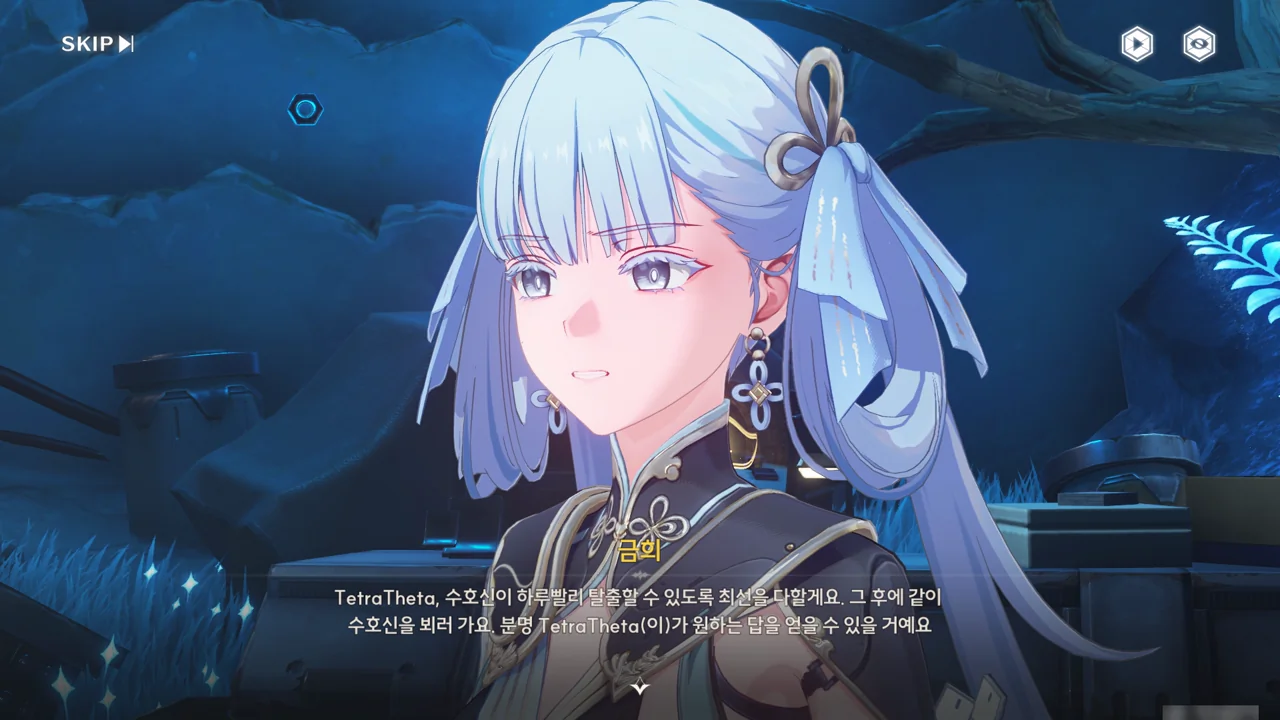 SKIP
금희
TetraTheta, 수호신이 하루빨리 탈출할 수 있도록 최선을 다할게요. 그 후에 같이
수호신을 뵈러 가요. 분명 TetraTheta(이)가 원하는 답을 얻을 수 있을 거예요